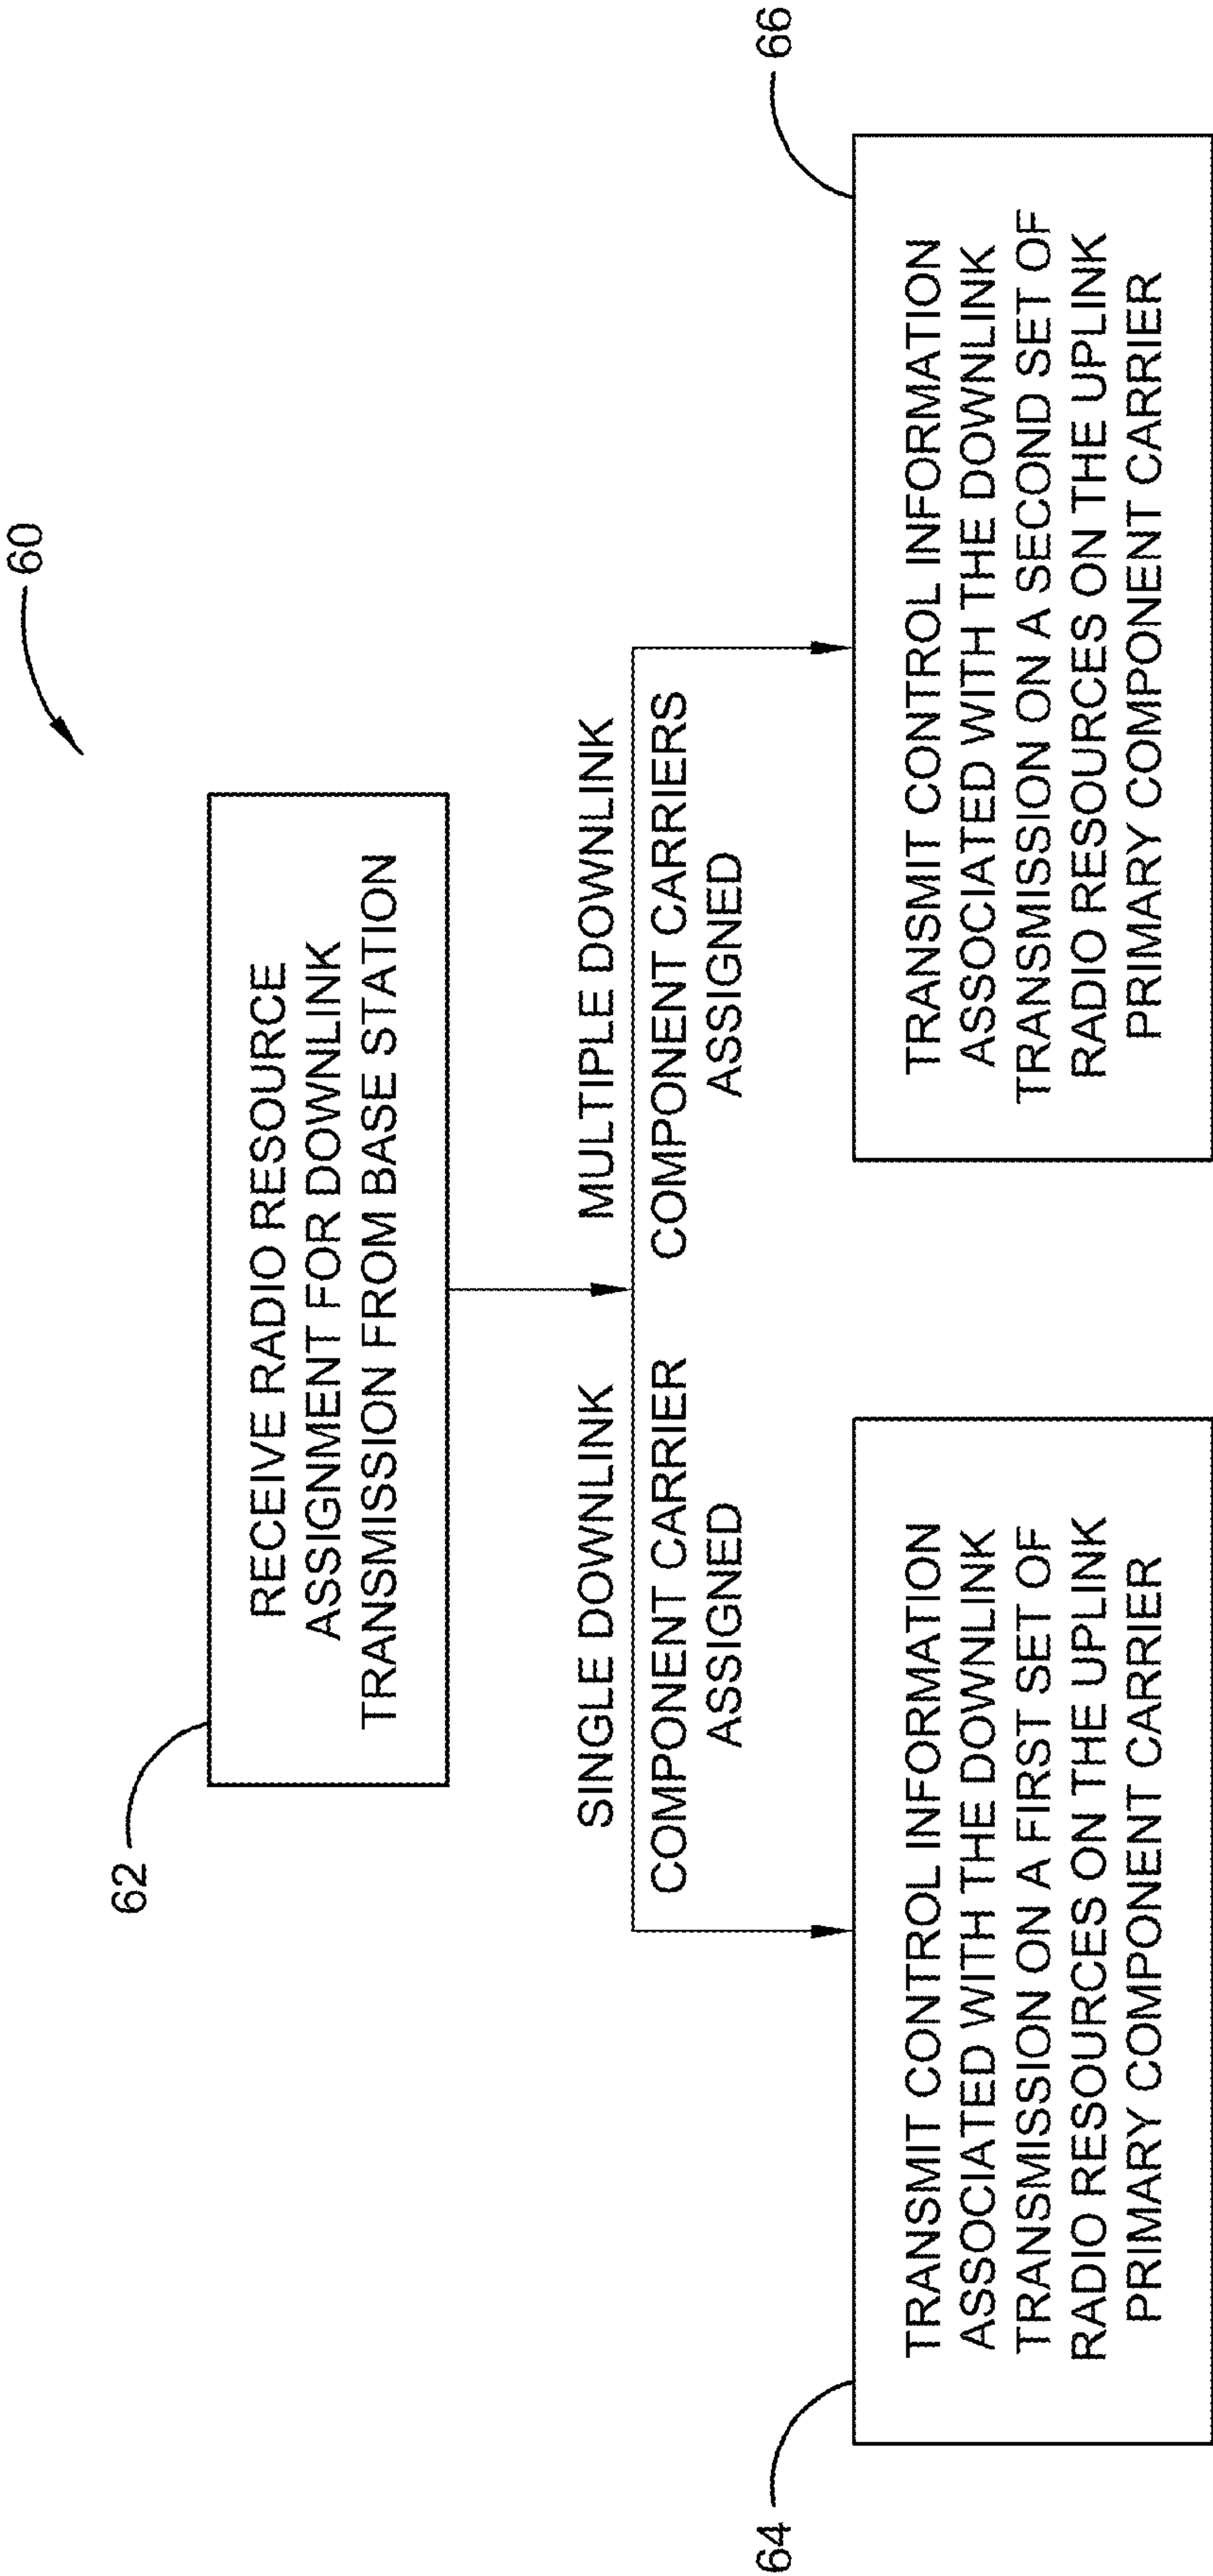 60
62
RECEIVE RADIO RESOURCE
ASSIGNMENT FOR DOWNLINK
TRANSMISSION FROM BASE STATION
SINGLE DOWNLINK
COMPONENT CARRIER
ASSIGNED
MULTIPLE DOWNLINK
COMPONENT CARRIERS
ASSIGNED
64
TRANSMIT CONTROL INFORMATION
ASSOCIATED WITH THE DOWNLINK
TRANSMISSION ON A FIRST SET OF
RADIO RESOURCES ON THE UPLINK
PRIMARY COMPONENT CARRIER
66
TRANSMIT CONTROL INFORMATION
ASSOCIATED WITH THE DOWNLINK
TRANSMISSION ON A SECOND SET OF
RADIO RESOURCES ON THE UPLINK
PRIMARY COMPONENT CARRIER